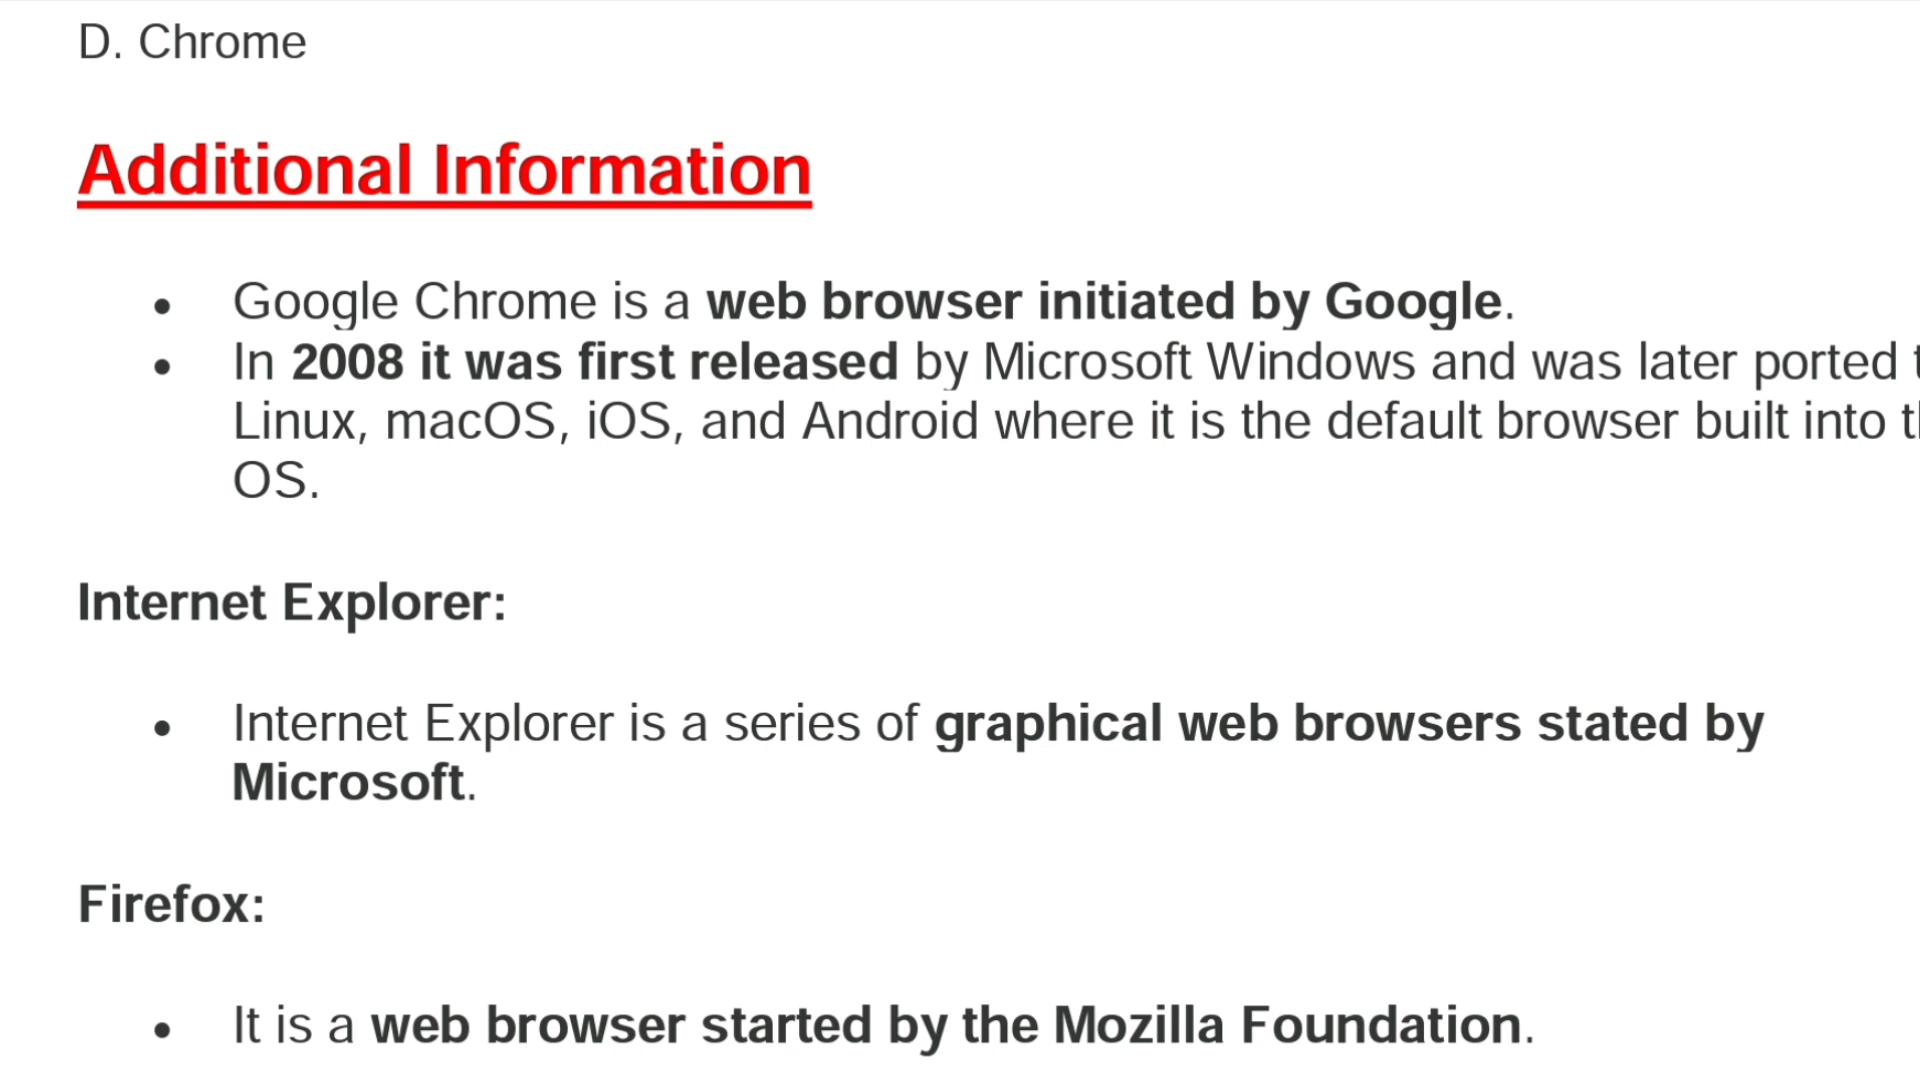 D. Chrome
Additional Information
• Google Chrome is a web browser initiated by Google.
• In 2008 it was first released by Microsoft Windows and was later ported
Linux, macOS, iOS, and Android where it is the default browser built into
OS.
Internet Explorer:
• Internet Explorer is a series of graphical web browsers stated by
Microsoft.
Firefox:
• It is a web browser started by the Mozilla Foundation.